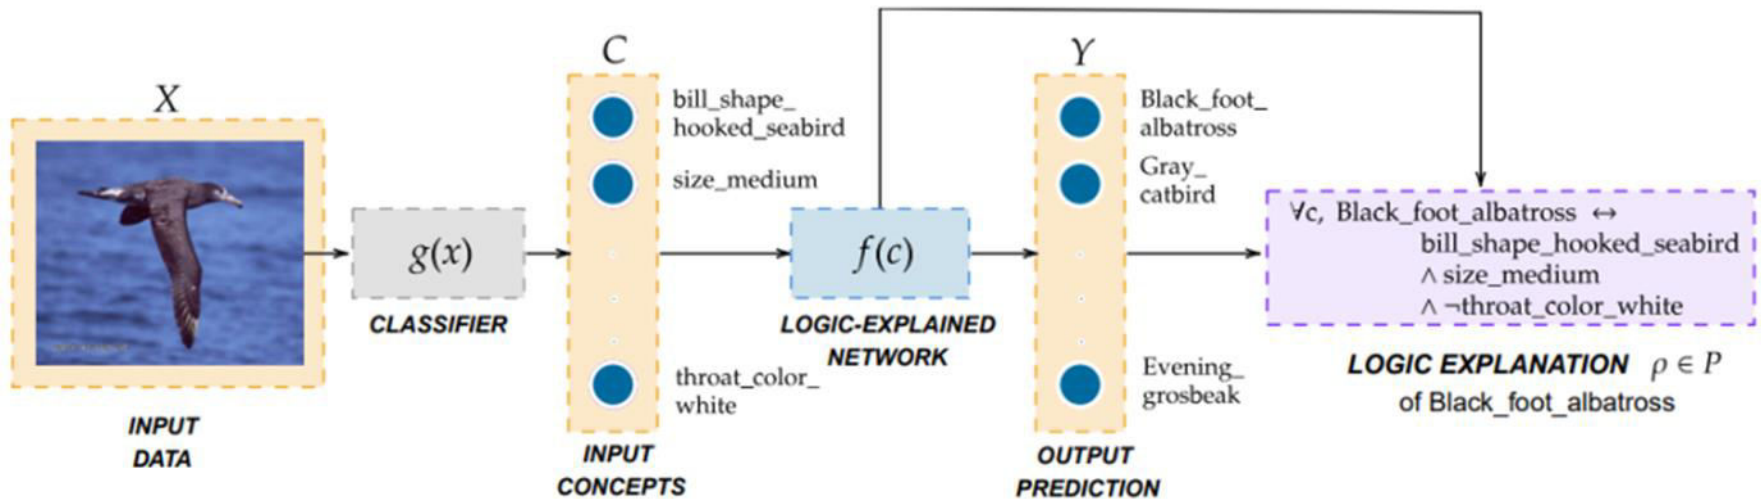 X
INPUT
DATA
g(x)
CLASSIFIER
C
bill_shape_
hooked_seabird
size_medium
throat_color_
white
INPUT
CONCEPTS
f(c)
LOGIC-EXPLAINED
NETWORK
Y
Black_foot_
albatross
Gray_
catbird
Evening_
grosbeak
OUTPUT
PREDICTION
∀c, Black_foot_albatross ↔
bill_shape_hooked_seabird
∧ size_medium
∧ ¬throat_color_white
LOGIC EXPLANATION ρ ∈ P
of Black_foot_albatross